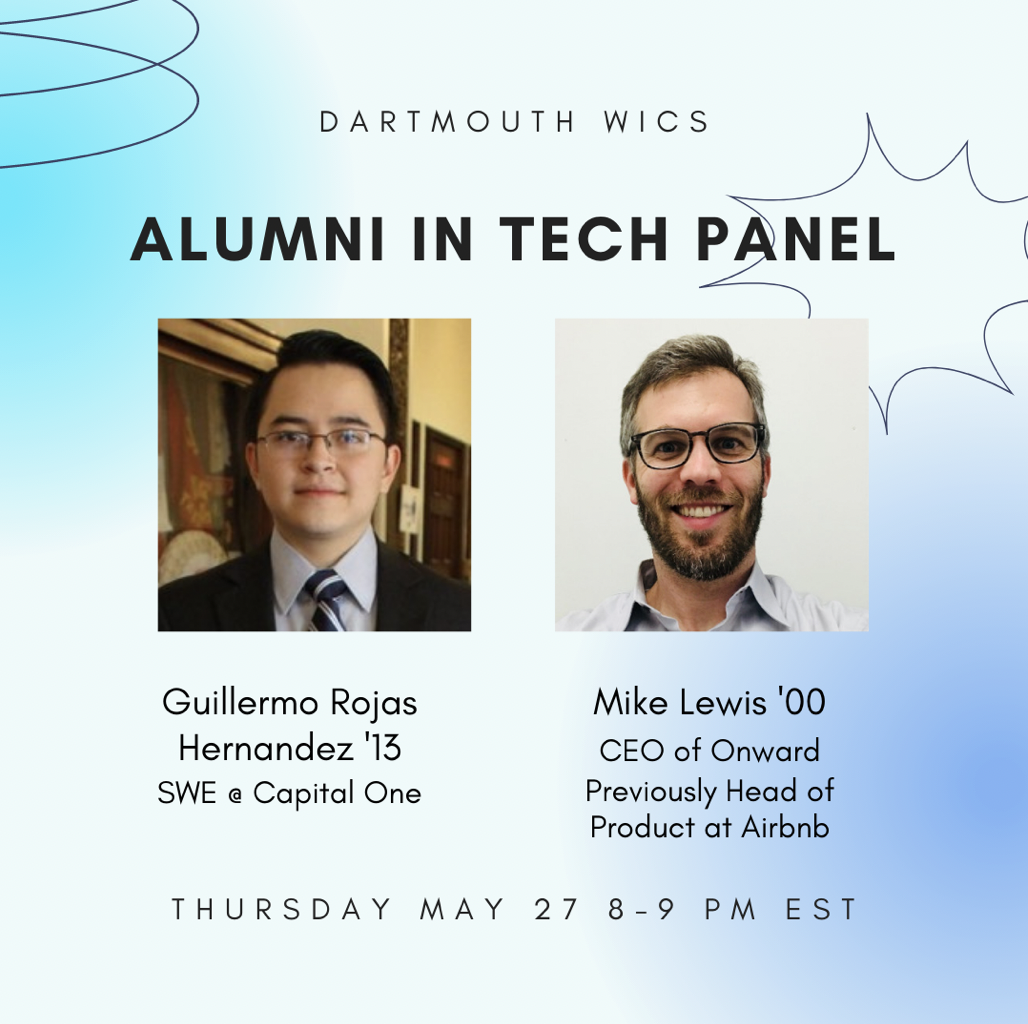 DARTMOUTH WICS
ALUMNI IN TECH PANEL
Guillermo Rojas
Hernandez '13
SWE @ Capital One
Mike Lewis '00
CEO of Onward
Previously Head of
Product at Airbnb
THURSDAY MAY 27 8-9 PM EST